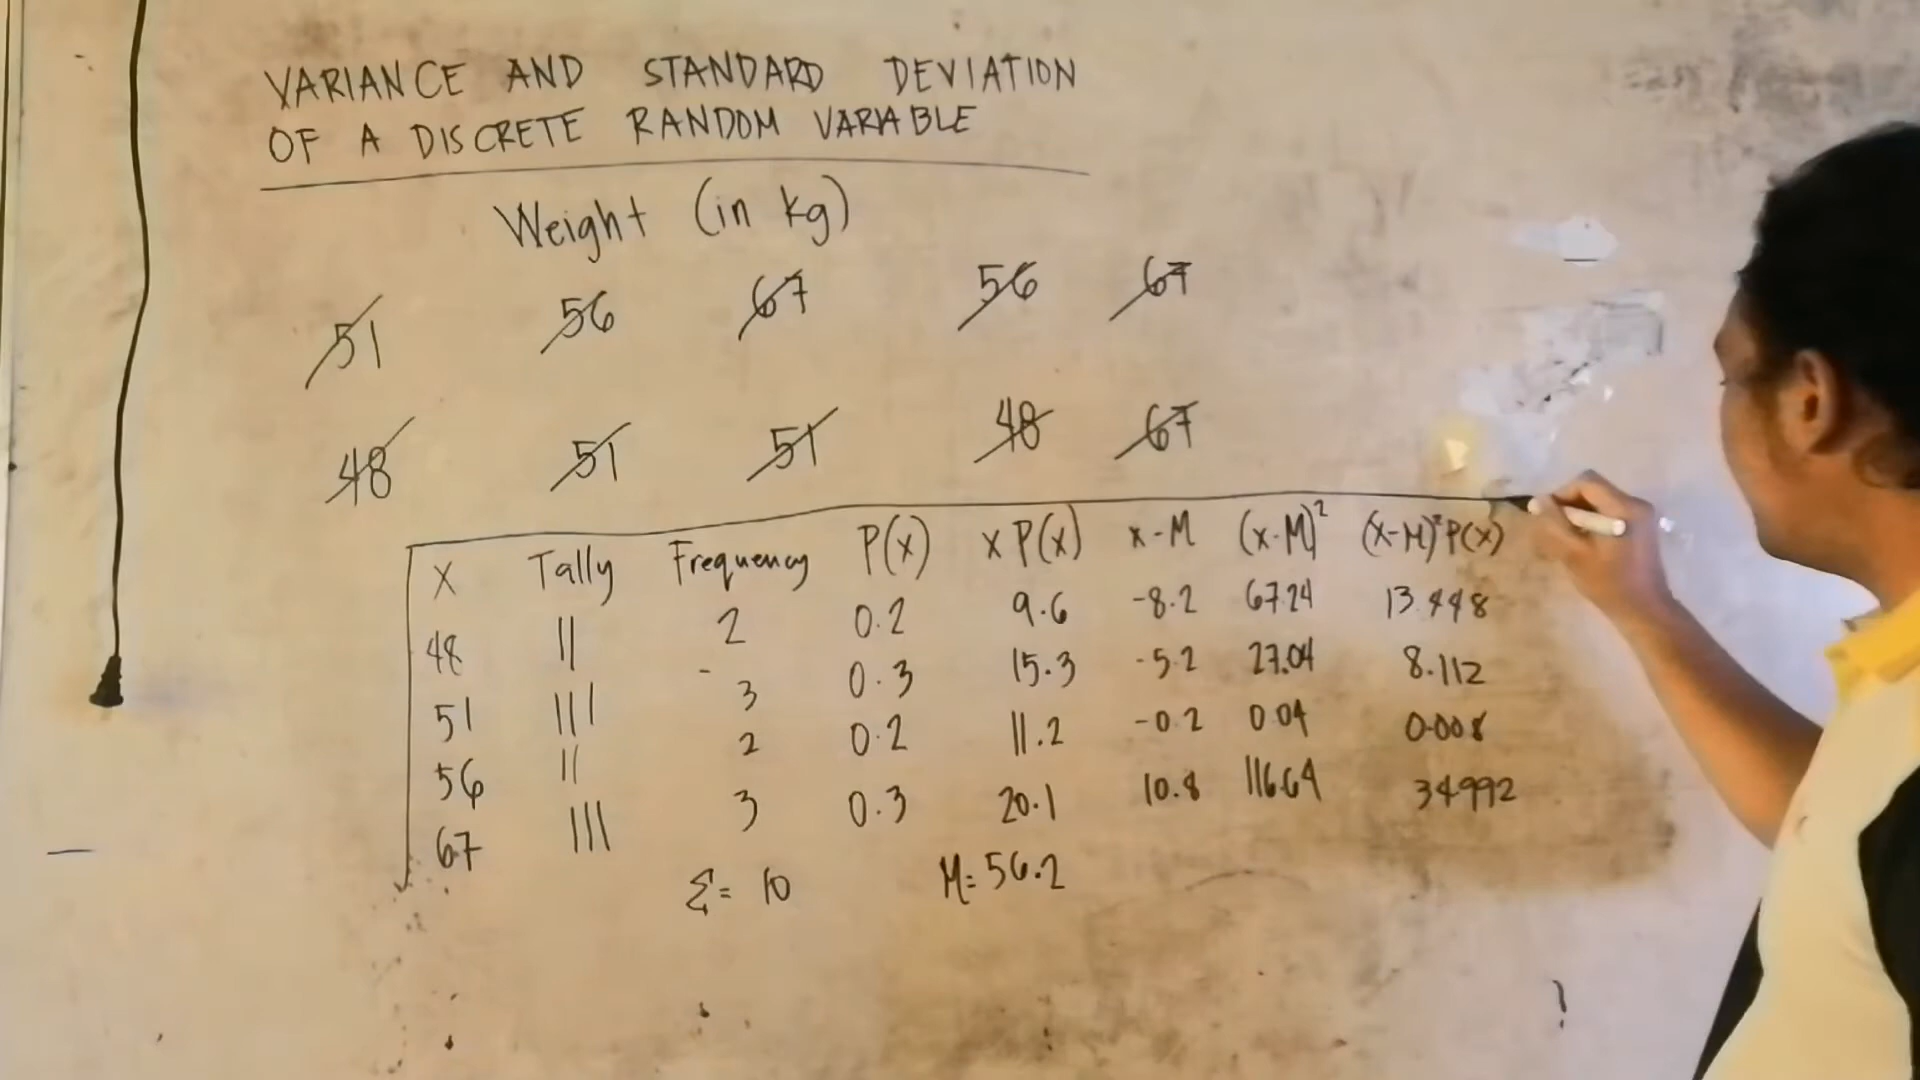 VARIANCE AND STANDARD DEVIATION
OF A DISCRETE RANDOM VARIABLE
Weight (in kg)
51 56 67 56 67
48 51 51 48 67
X Tally Frequency P(x) x P(x) x-M (x-M)² (x-M)²P(x)
48 || 2 0.2 9.6 -8.2 67.24 13.448
51 ||| 3 0.3 15.3 -5.2 27.04 8.112
56 || 2 0.2 11.2 -0.2 0.04 0.008
67 ||| 3 0.3 20.1 10.8 116.64 34.992
Σ= 10 M= 56.2